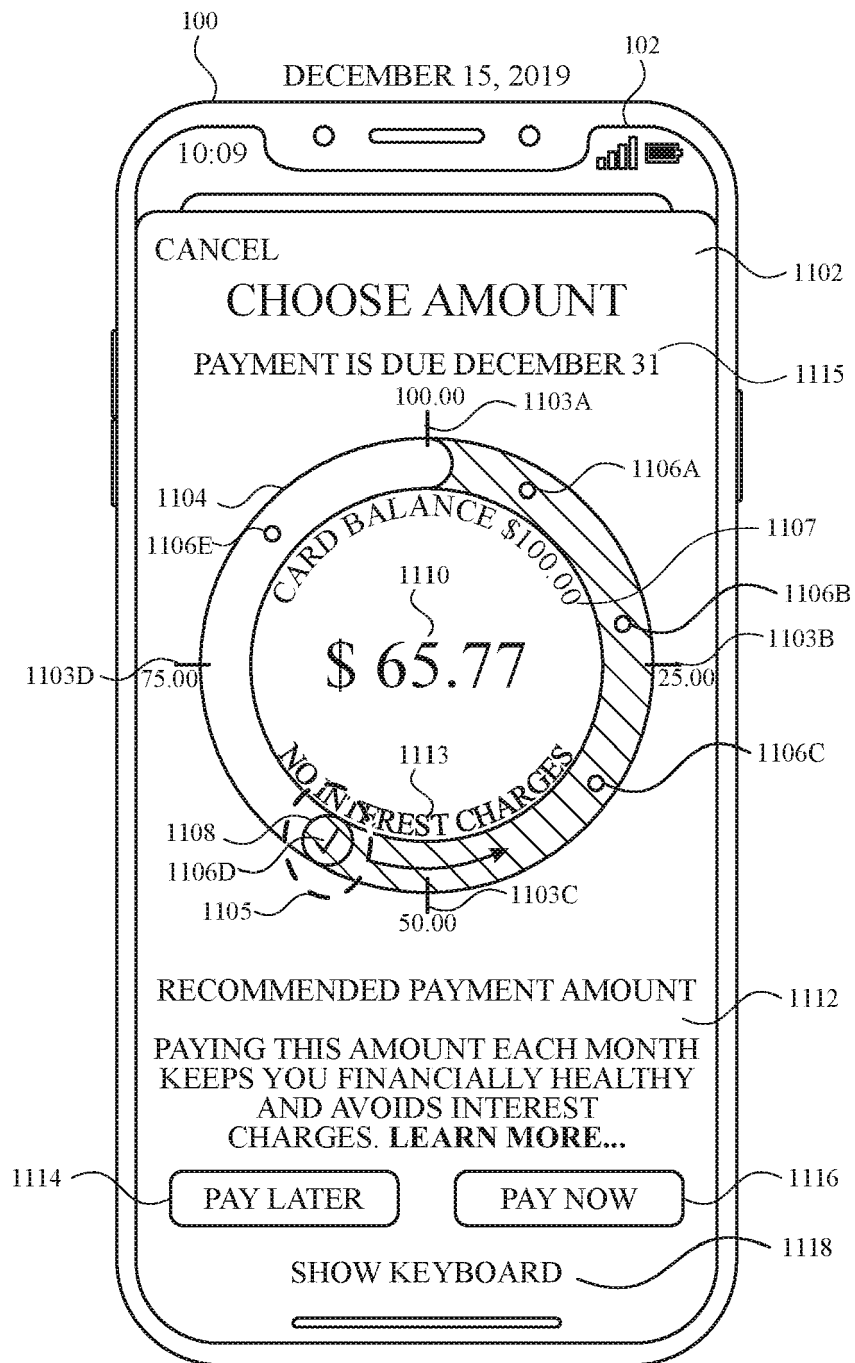 100
DECEMBER 15, 2019
102
10:09
CANCEL
1102
CHOOSE AMOUNT
PAYMENT IS DUE DECEMBER 31
1115
100.00
1103A
1106A
1104
1106E
CARD BALANCE $100.00
1107
1110
1106B
$ 65.77
1103B
1103D
75.00
25.00
1113
1106C
NO INTEREST CHARGES
1108
1106D
1105
1103C
50.00
RECOMMENDED PAYMENT AMOUNT
1112
PAYING THIS AMOUNT EACH MONTH
KEEPS YOU FINANCIALLY HEALTHY
AND AVOIDS INTEREST
CHARGES. LEARN MORE...
1114
PAY LATER
PAY NOW
1116
1118
SHOW KEYBOARD